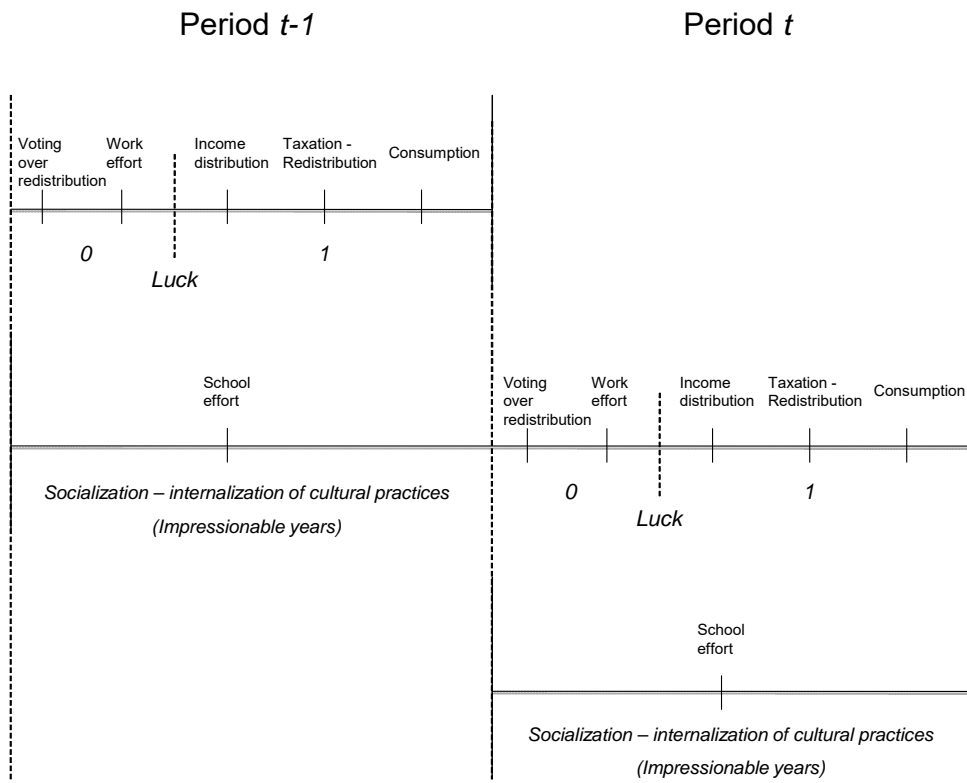 Period t-1
Period t
Voting
over
redistribution
Work
effort
Income
distribution
Taxation -
Redistribution
Consumption
0
1
Luck
School
effort
Voting
over
redistribution
Work
effort
Income
distribution
Taxation -
Redistribution
Consumption
Socialization – internalization of cultural practices
(Impressionable years)
0
1
Luck
School
effort
Socialization – internalization of cultural practices
(Impressionable years)